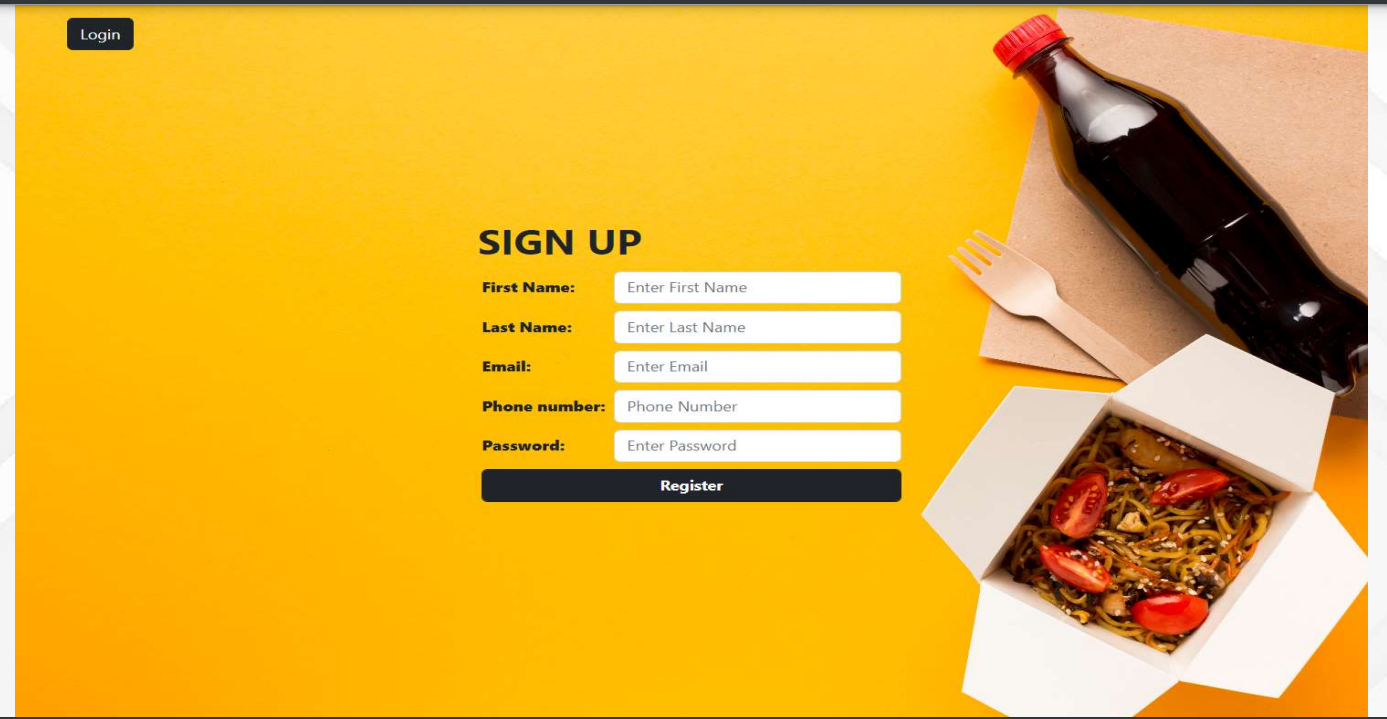 Login
SIGN UP
First Name: Enter First Name
Last Name: Enter Last Name
Email: Enter Email
Phone number: Phone Number
Password: Enter Password
Register